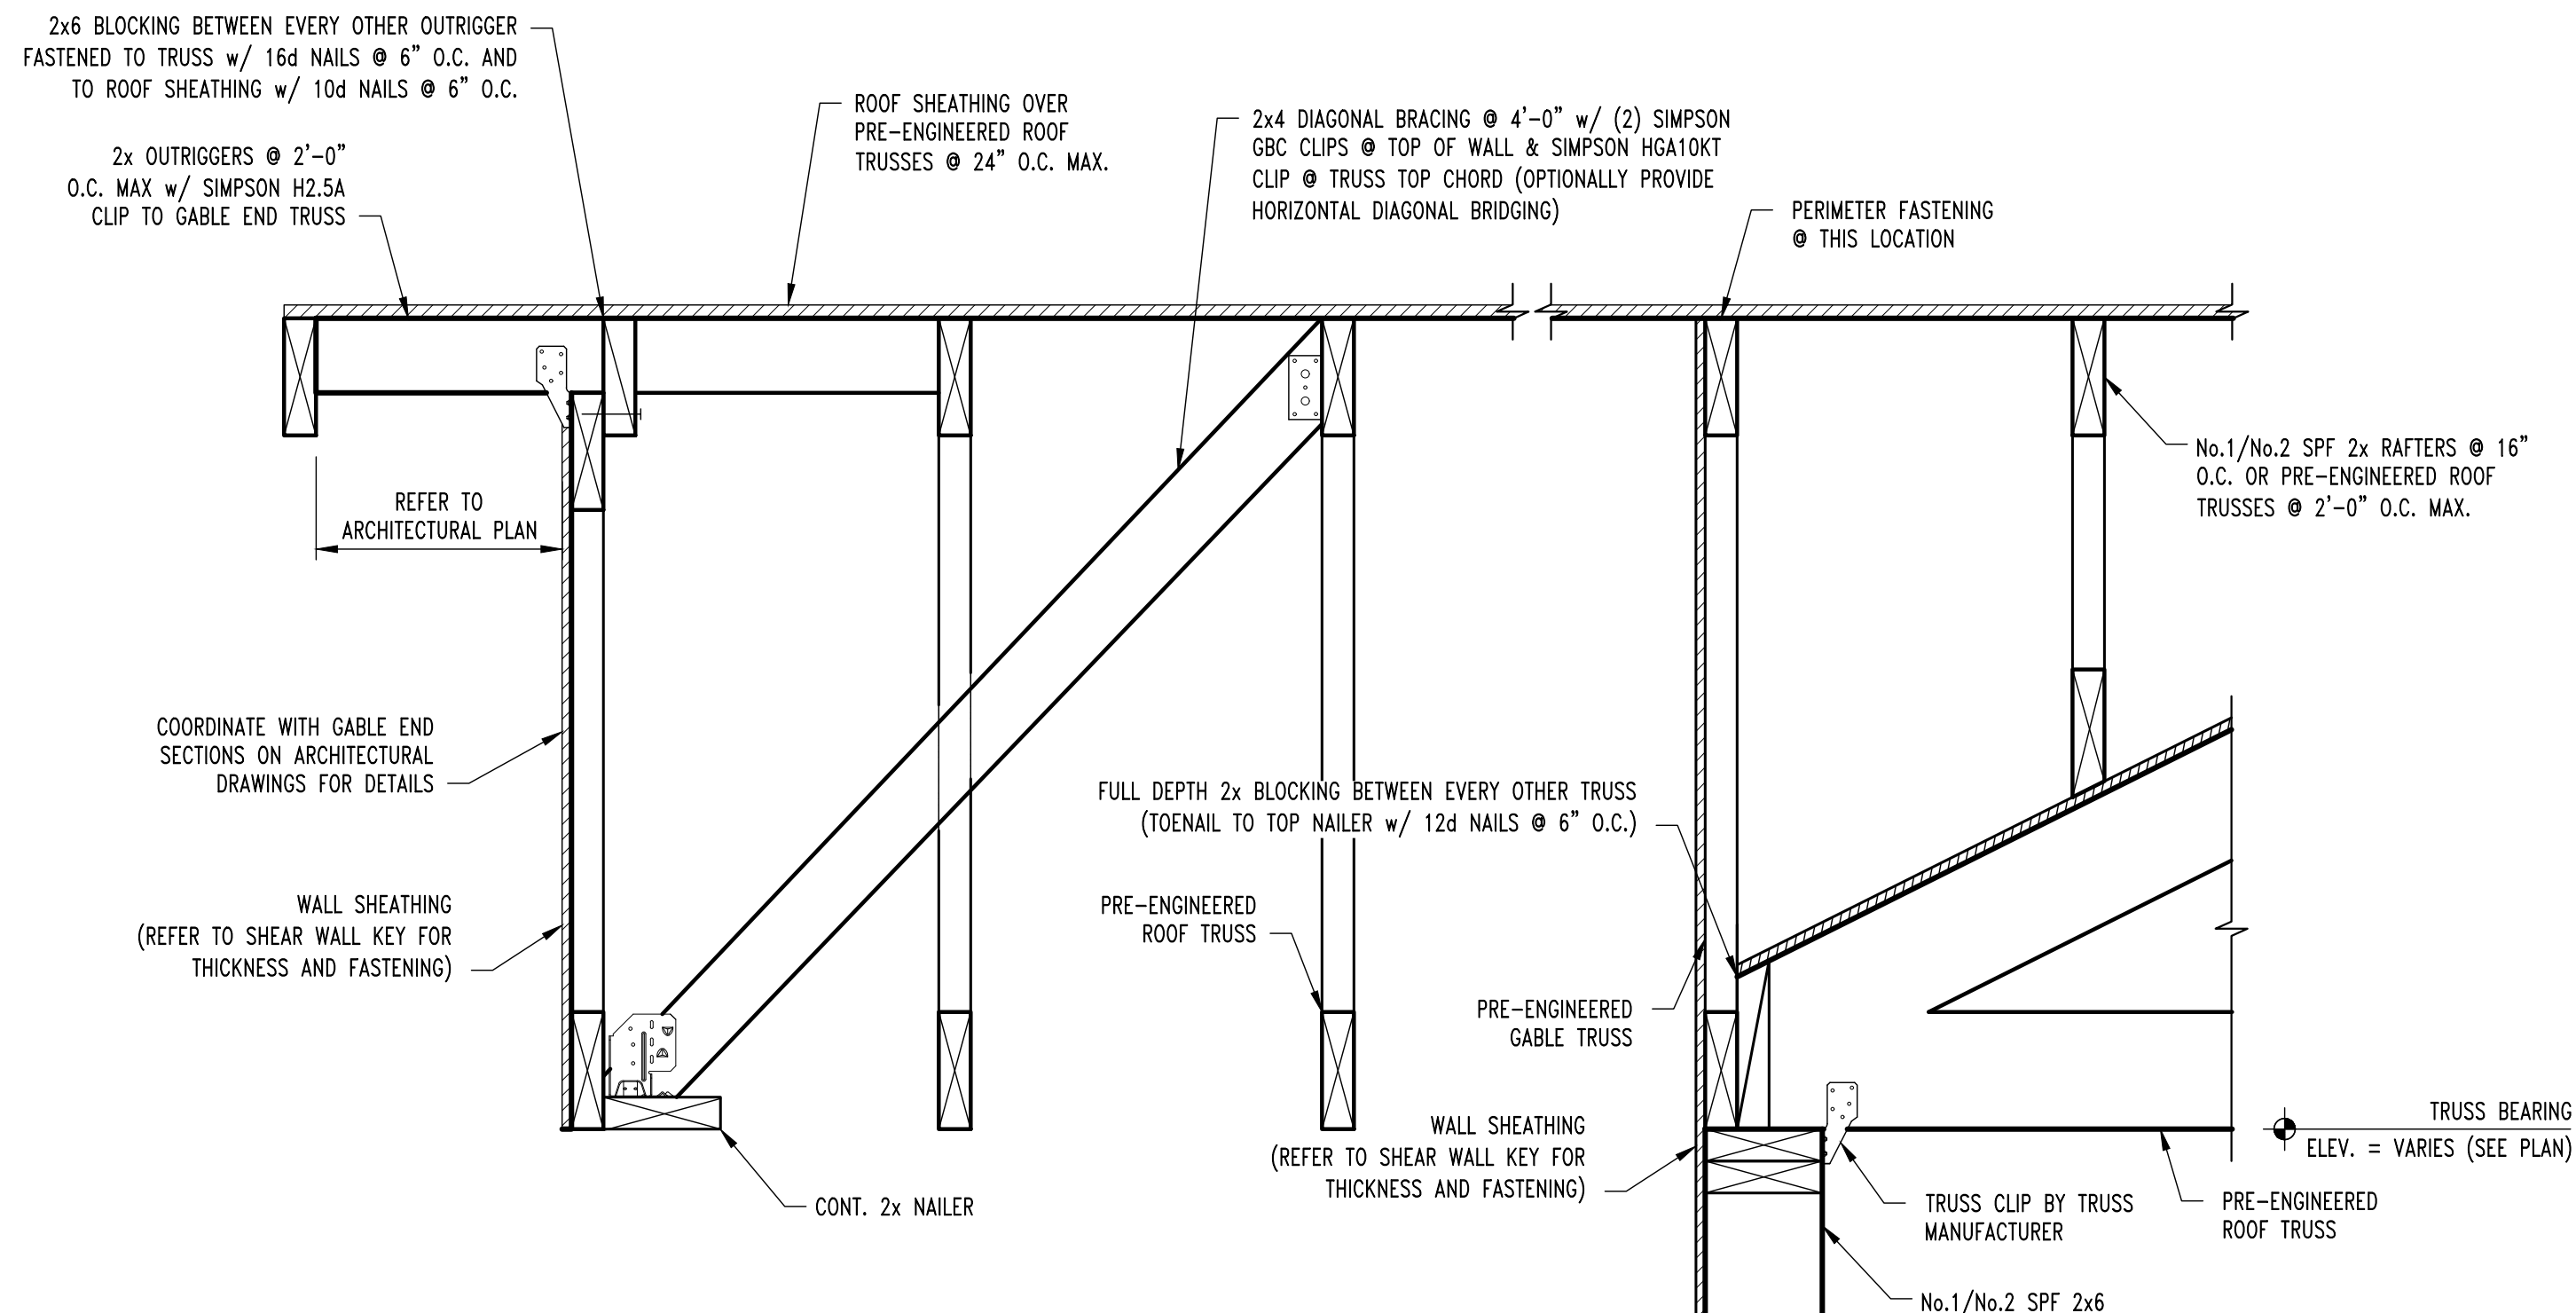 2x6 BLOCKING BETWEEN EVERY OTHER OUTRIGGER
FASTENED TO TRUSS w/ 16d NAILS @ 6" O.C. AND
TO ROOF SHEATHING w/ 10d NAILS @ 6" O.C.
2x OUTRIGGERS @ 2'-0"
O.C. MAX w/ SIMPSON H2.5A
CLIP TO GABLE END TRUSS
ROOF SHEATHING OVER
PRE-ENGINEERED ROOF
TRUSSES @ 24" O.C. MAX.
2x4 DIAGONAL BRACING @ 4'-0" w/ (2) SIMPSON
GBC CLIPS @ TOP OF WALL & SIMPSON HGA10KT
CLIP @ TRUSS TOP CHORD (OPTIONALLY PROVIDE
HORIZONTAL DIAGONAL BRIDGING)
PERIMETER FASTENING
@ THIS LOCATION
No.1/No.2 SPF 2x RAFTERS @ 16"
O.C. OR PRE-ENGINEERED ROOF
TRUSSES @ 2'-0" O.C. MAX.
REFER TO
ARCHITECTURAL PLAN
COORDINATE WITH GABLE END
SECTIONS ON ARCHITECTURAL
DRAWINGS FOR DETAILS
FULL DEPTH 2x BLOCKING BETWEEN EVERY OTHER TRUSS
(TOENAIL TO TOP NAILER w/ 12d NAILS @ 6" O.C.)
WALL SHEATHING
(REFER TO SHEAR WALL KEY FOR
THICKNESS AND FASTENING)
PRE-ENGINEERED
ROOF TRUSS
PRE-ENGINEERED
GABLE TRUSS
WALL SHEATHING
(REFER TO SHEAR WALL KEY FOR
THICKNESS AND FASTENING)
TRUSS BEARING
ELEV. = VARIES (SEE PLAN)
CONT. 2x NAILER
TRUSS CLIP BY TRUSS
MANUFACTURER
PRE-ENGINEERED
ROOF TRUSS
No.1/No.2 SPF 2x6